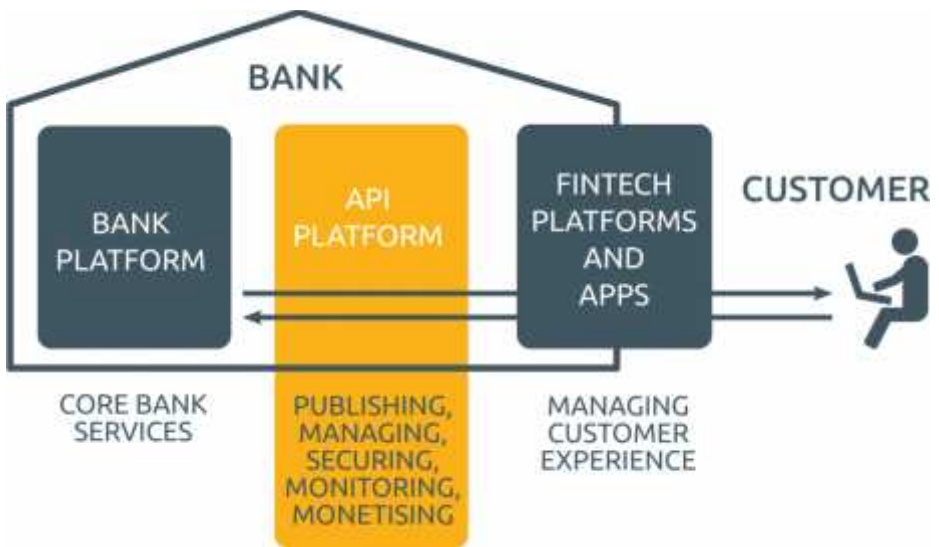 BANK
BANK
PLATFORM
API
PLATFORM
FINTECH
PLATFORMS
AND
APPS
CUSTOMER
CORE BANK
SERVICES
PUBLISHING,
MANAGING,
SECURING,
MONITORING,
MONETISING
MANAGING
CUSTOMER
EXPERIENCE